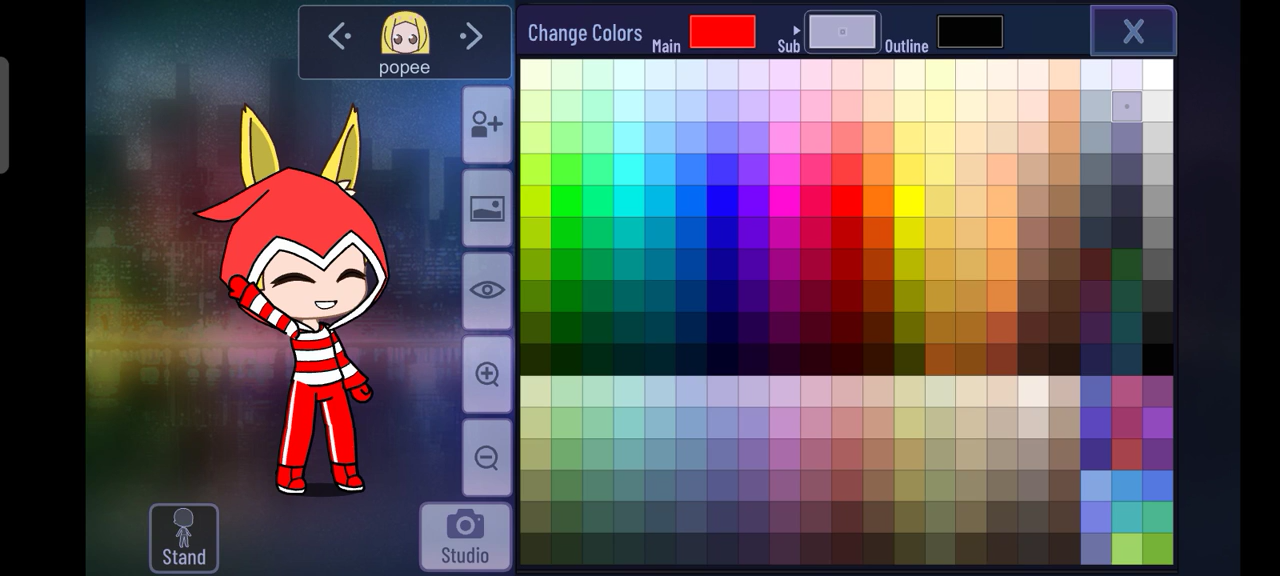 popee
Change Colors
Main
Sub
Outline
X
Stand
Studio